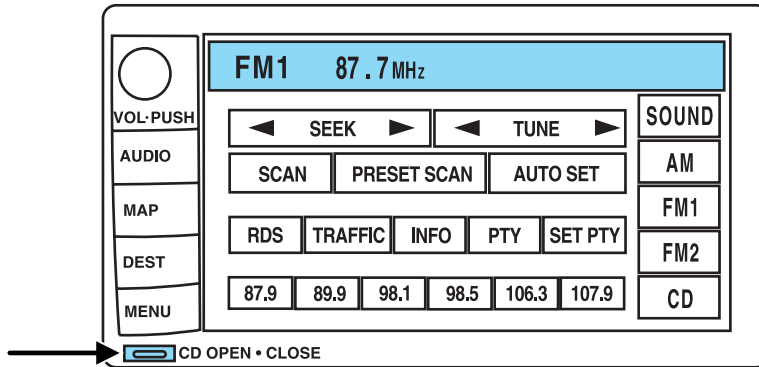 FM1 87.7MHz
VOL·PUSH
AUDIO
MAP
DEST
MENU
SEEK TUNE
SCAN PRESET SCAN AUTO SET
RDS TRAFFIC INFO PTY SET PTY
87.9 89.9 98.1 98.5 106.3 107.9
SOUND
AM
FM1
FM2
CD
CD OPEN • CLOSE